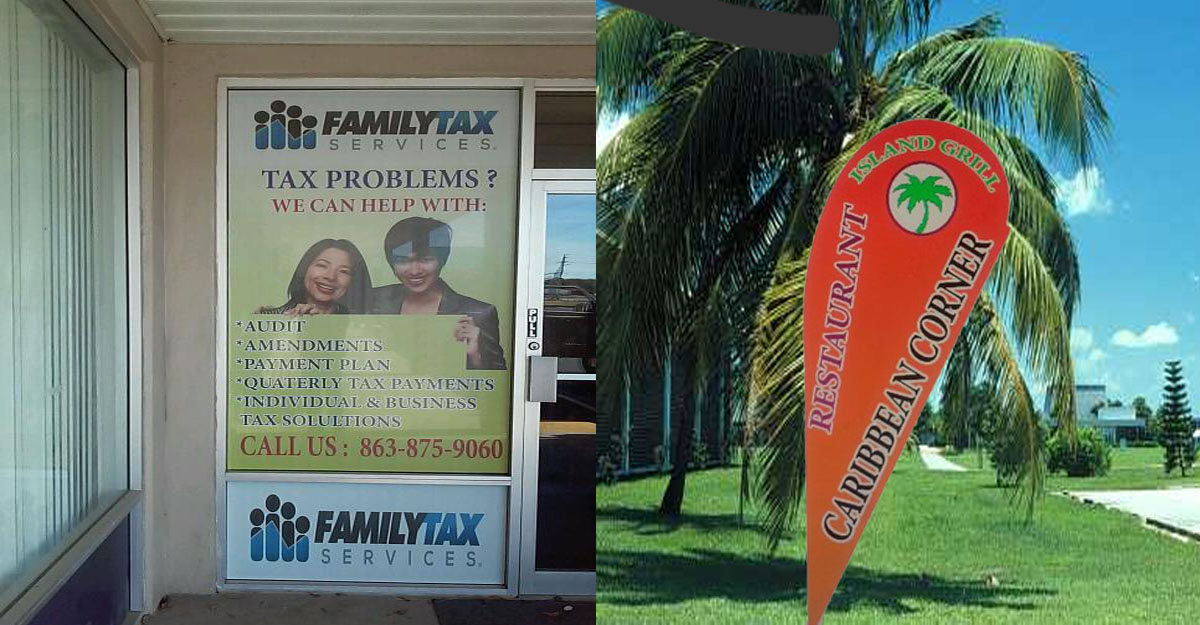 FAMILYTAX
SERVICES
TAX PROBLEMS ?
WE CAN HELP WITH:
*AUDIT
*AMENDMENTS
*PAYMENT PLAN
*QUATERLY TAX PAYMENTS
*INDIVIDUAL & BUSINESS
TAX SOLULTIONS
CALL US : 863-875-9060
FAMILYTAX
SERVICES
PULL
ISLAND GRILL
RESTAURANT
CARIBBEAN CORNER